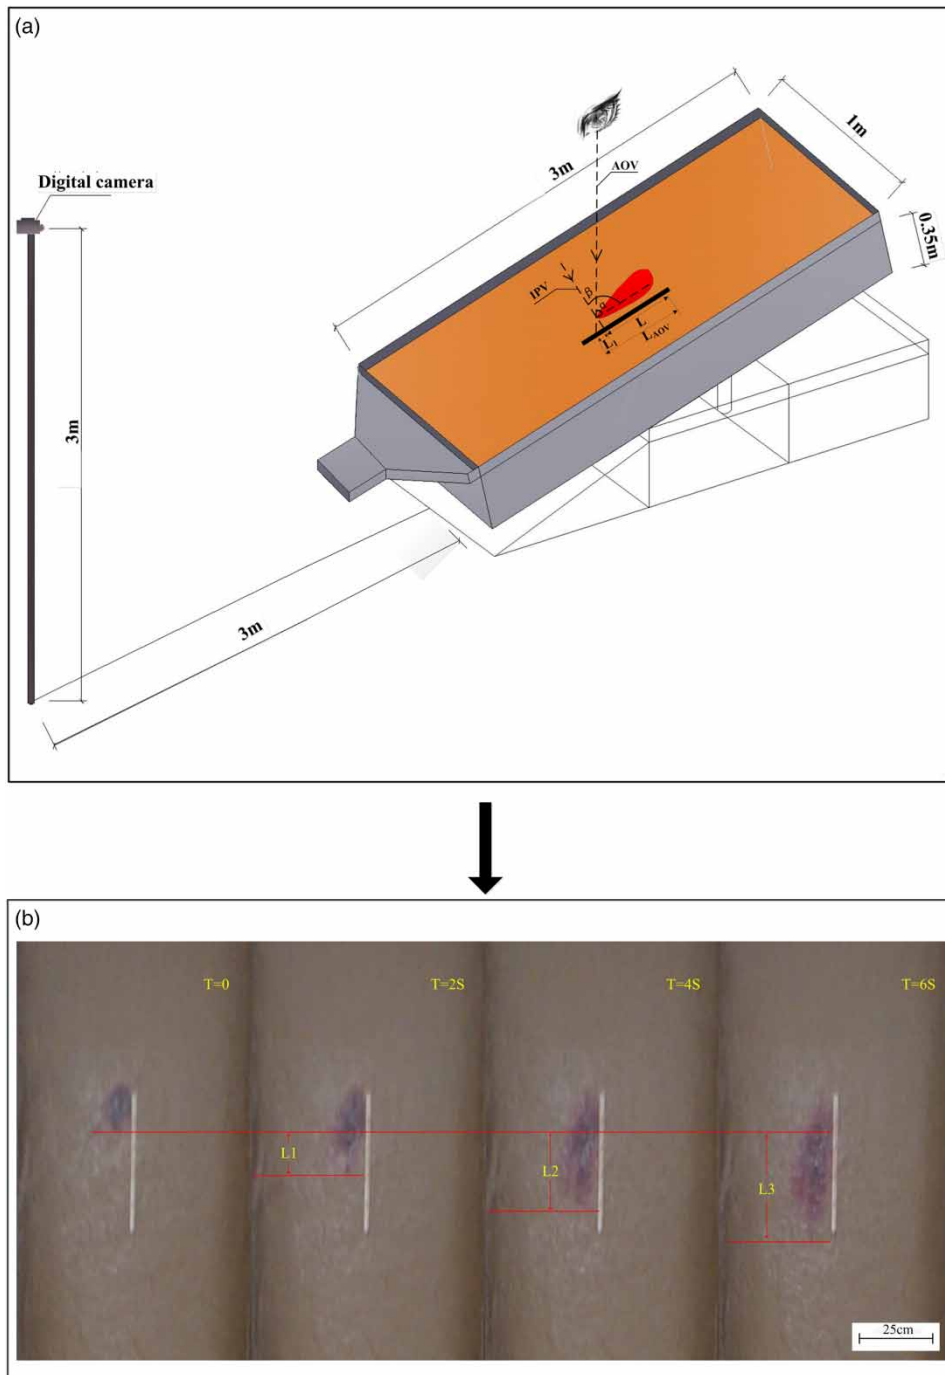 (a)
Digital camera
3m
AOV
1m
0.35m
IPV
β
α
L
L1
LAOV
3m
3m
(b)
T=0
T=2S
T=4S
T=6S
L1
L2
L3
25cm